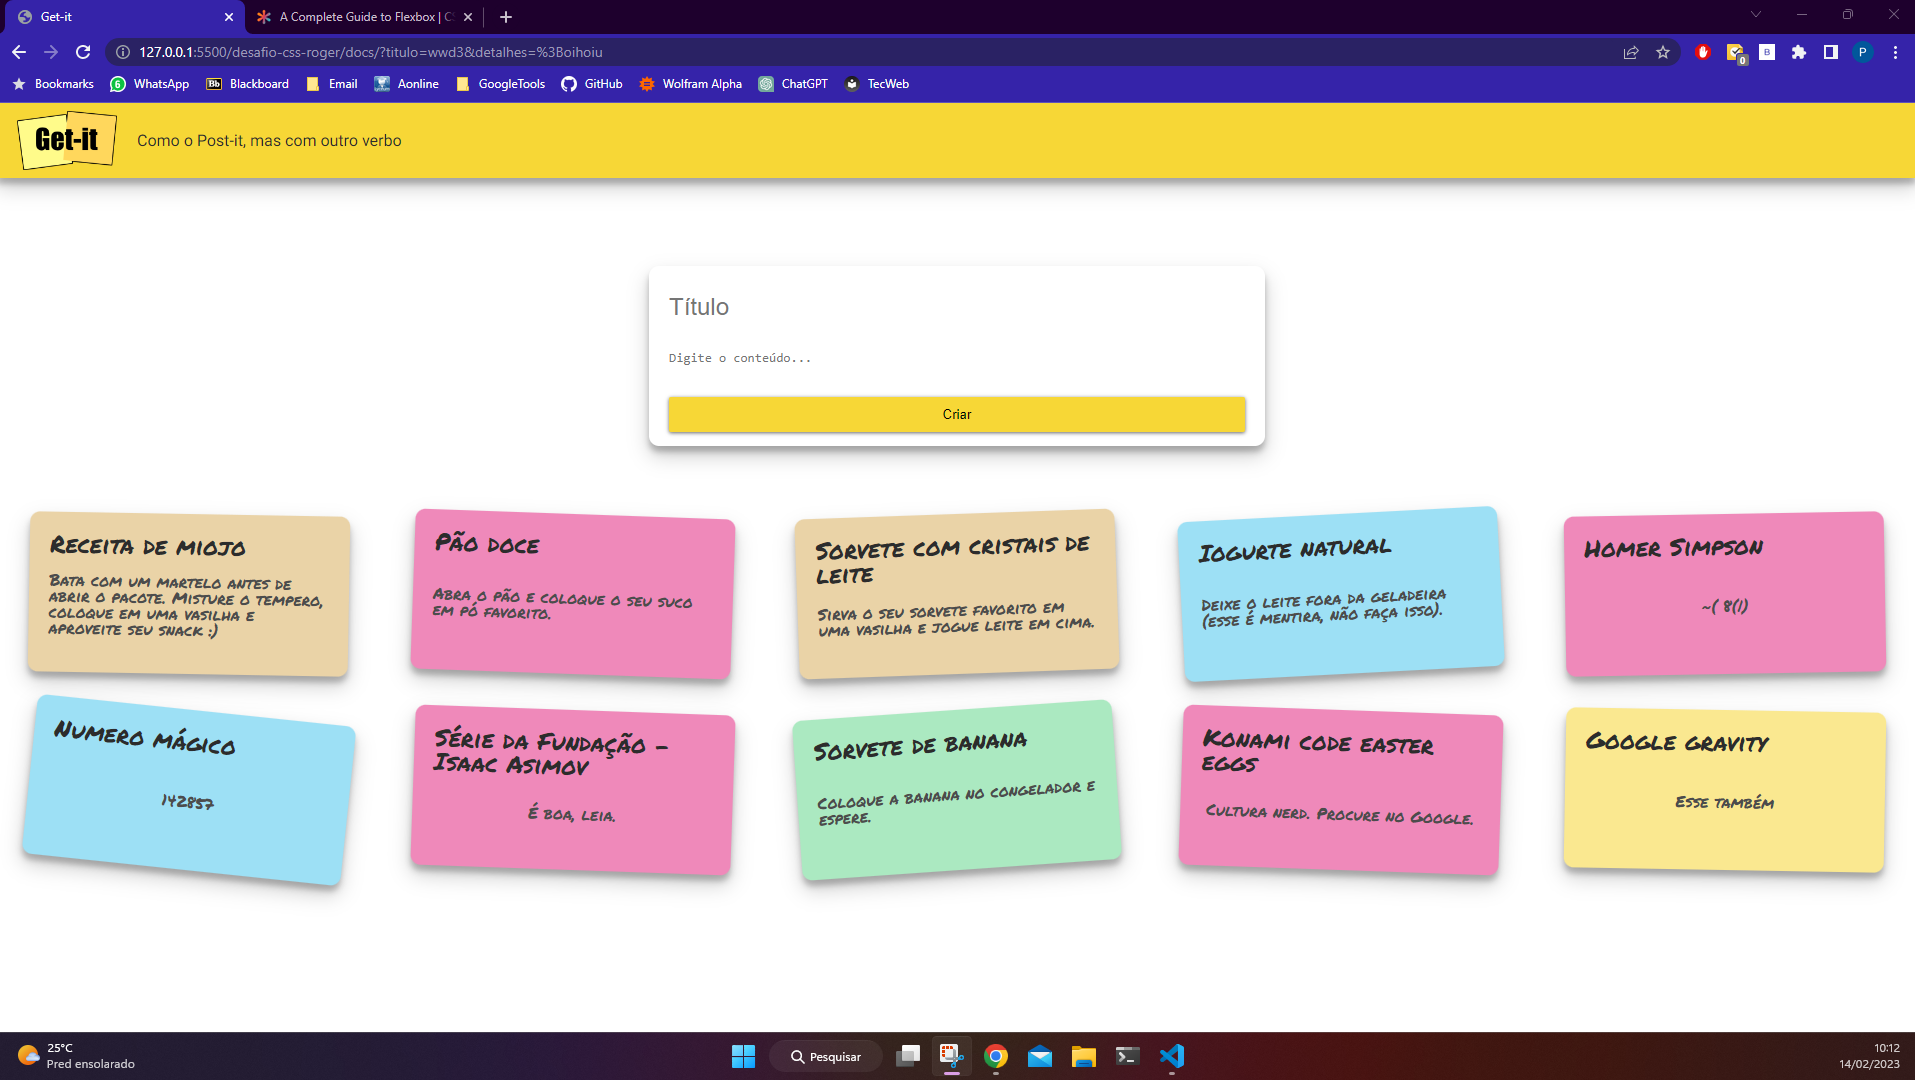 Get-it
A Complete Guide to Flexbox | CS
127.0.0.1:5500/desafio-css-roger/docs/?titulo=wwd3&detalhes=%3Boihoiu
0
B
P
Bookmarks
6
WhatsApp
Bb
Blackboard
Email
Aonline
GoogleTools
GitHub
Wolfram Alpha
ChatGPT
TecWeb
Get-it
Como o Post-it, mas com outro verbo
Título
Digite o conteúdo...
Criar
Receita de miojo
Bata com um martelo antes de
abrir o pacote. Misture o tempero,
coloque em uma vasilha e
aproveite seu snack :)
Pão doce
Abra o pão e coloque o seu suco
em pó favorito.
Sorvete com cristais de
leite
Sirva o seu sorvete favorito em
uma vasilha e jogue leite em cima.
Iogurte natural
Deixe o leite fora da geladeira
(esse é mentira, não faça isso).
Homer Simpson
~( 8(|)
Numero mágico
142857
Série da Fundação -
Isaac Asimov
É boa, leia.
Sorvete de banana
Coloque a banana no congelador e
espere.
Konami code easter
eggs
Cultura nerd. Procure no Google.
Google gravity
Esse também
25°C
Pred ensolarado
Pesquisar
10:12
14/02/2023